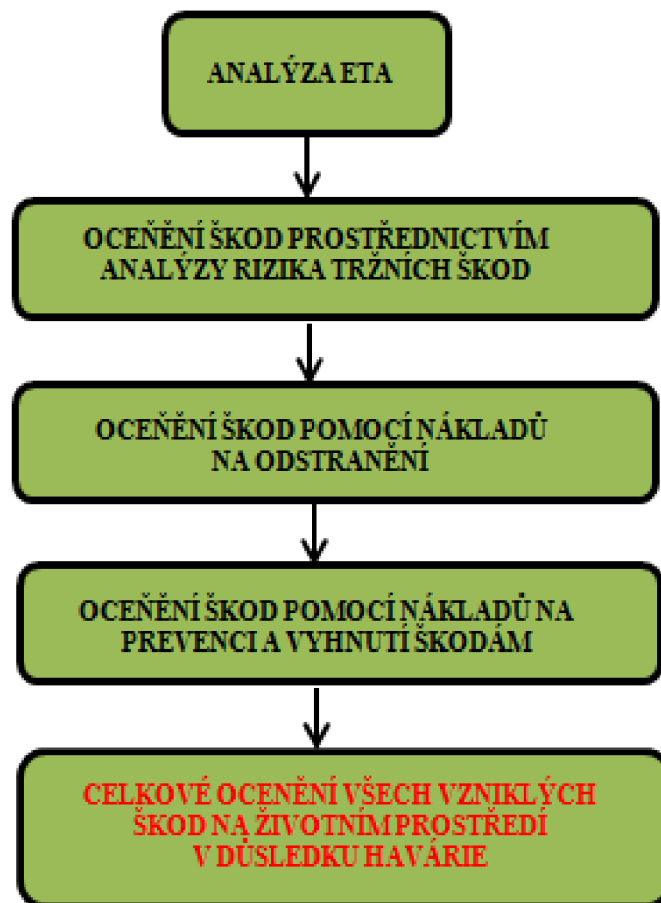 ANALÝZA ETA
OCEŇĚNÍ ŠKOD PROSTŘEDNICTVÍM
ANALÝZY RIZIKA TRŽNÍCH ŠKOD
OCEŇĚNÍ ŠKOD POMOCÍ NÁKLADŮ
NA ODSTRANĚNÍ
OCEŇĚNÍ ŠKOD POMOCÍ NÁKLADŮ NA
PREVENCI A VYHNUTÍ ŠKODÁM
CELKOVÉ OCENĚNÍ VŠECH VZNIKLÝCH
ŠKOD NA ŽIVOTNÍM PROSTŘEDÍ
V DŮSLEDKU HAVÁRIE